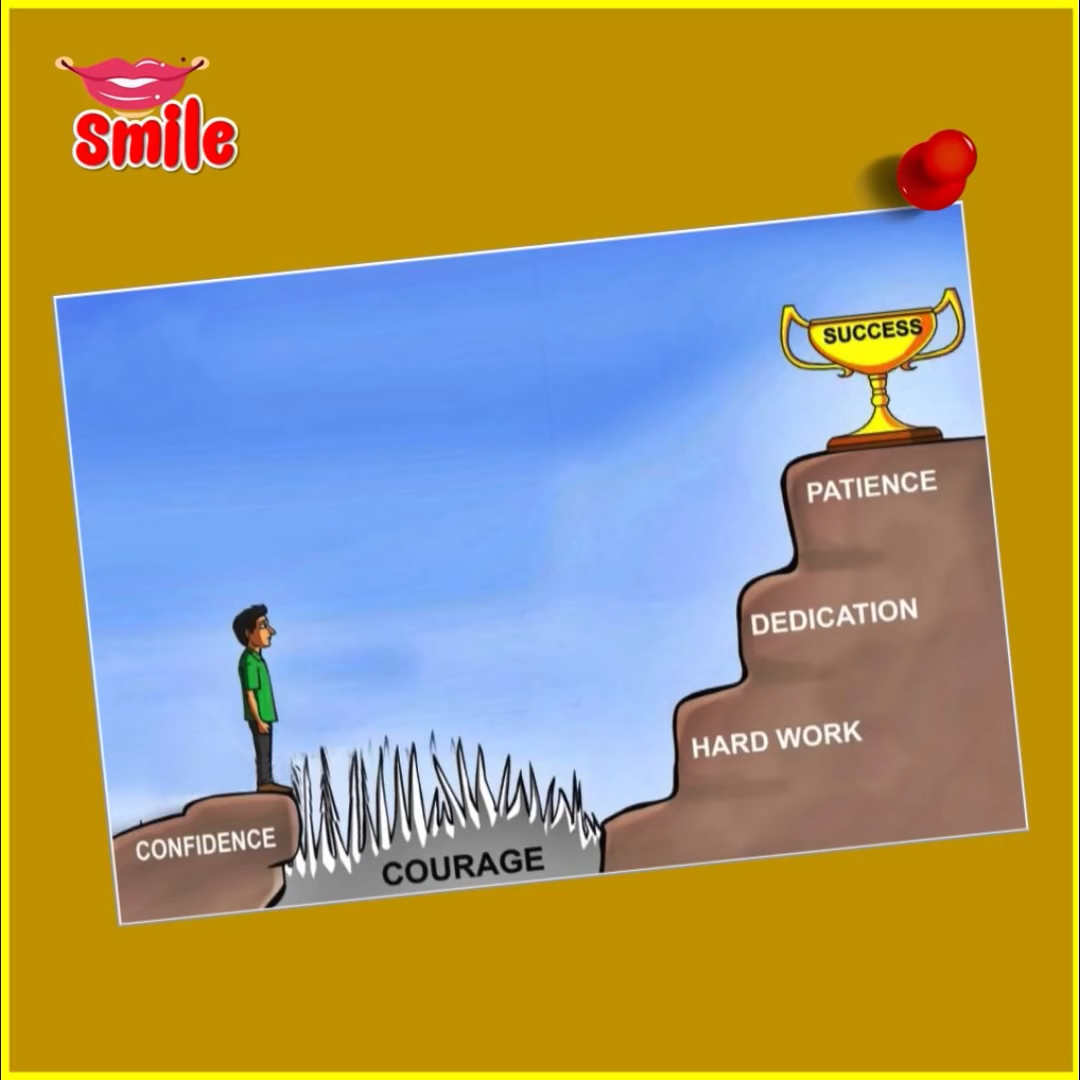 Smile
SUCCESS
PATIENCE
DEDICATION
HARD WORK
CONFIDENCE
COURAGE